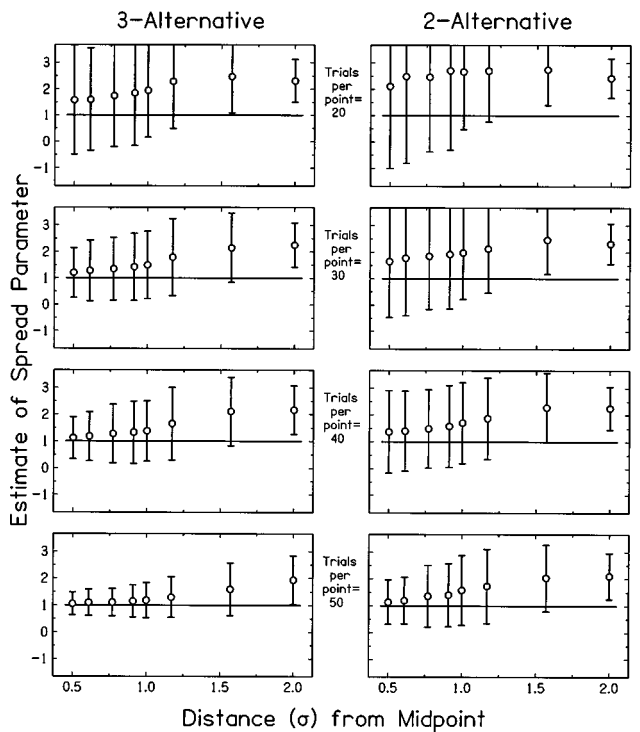 3-Alternative
2-Alternative
Estimate of Spread Parameter
3
2
1
0
-1
Trials
per
point=
20
3
2
1
0
-1
Trials
per
point=
30
3
2
1
0
-1
Trials
per
point=
40
3
2
1
0
-1
Trials
per
point=
50
0.5 1.0 1.5 2.0
0.5 1.0 1.5 2.0
Distance (σ) from Midpoint